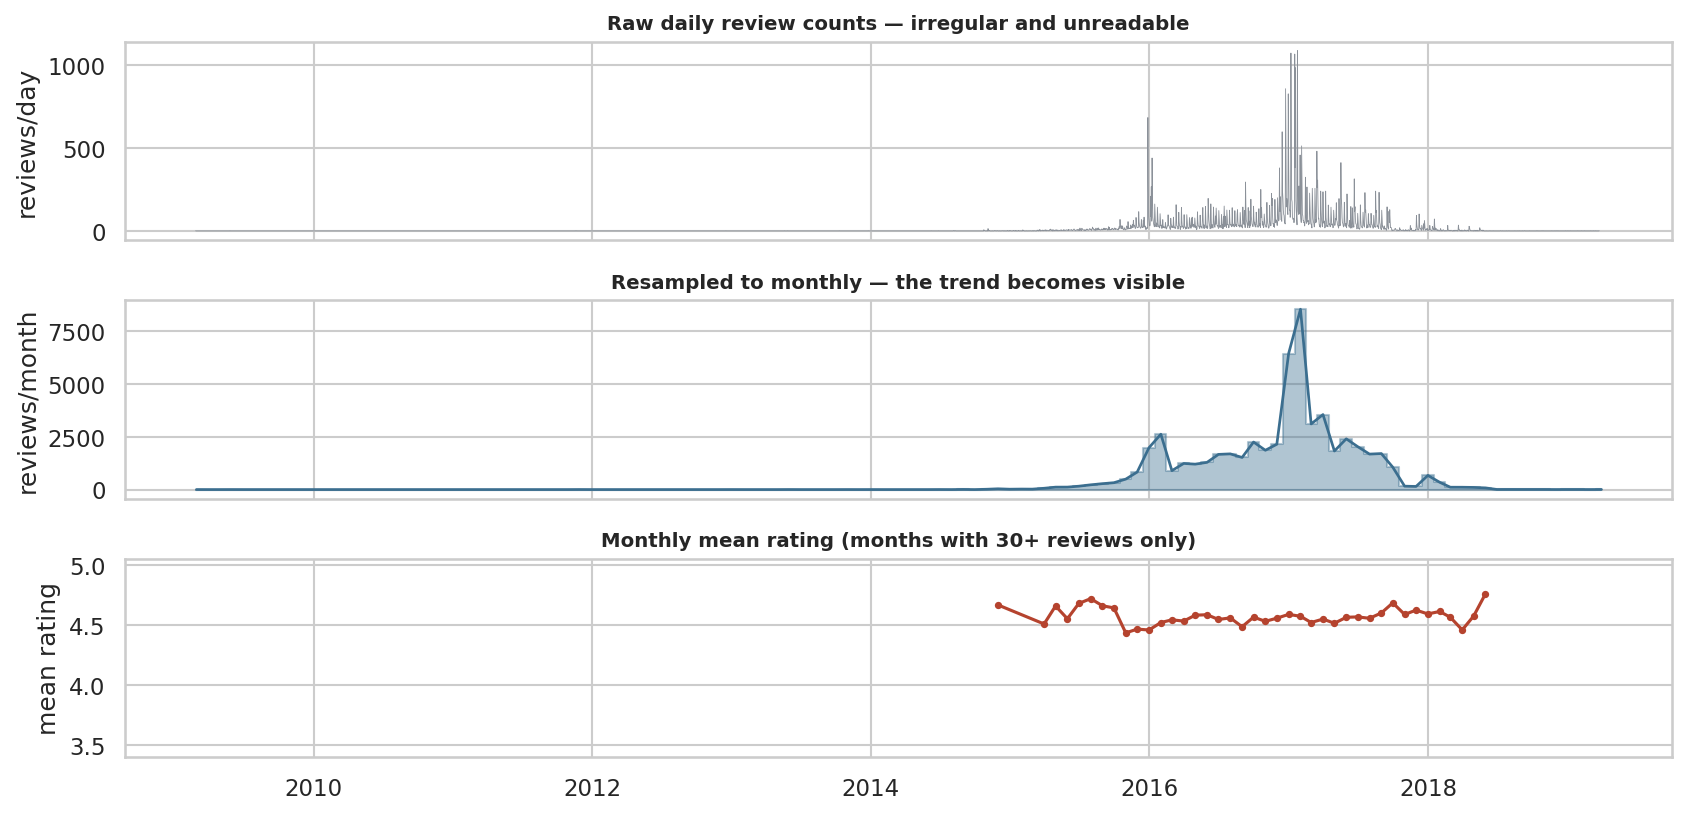 Raw daily review counts — irregular and unreadable
reviews/day
1000
500
0
Resampled to monthly — the trend becomes visible
reviews/month
7500
5000
2500
0
Monthly mean rating (months with 30+ reviews only)
mean rating
5.0
4.5
4.0
3.5
2010 2012 2014 2016 2018